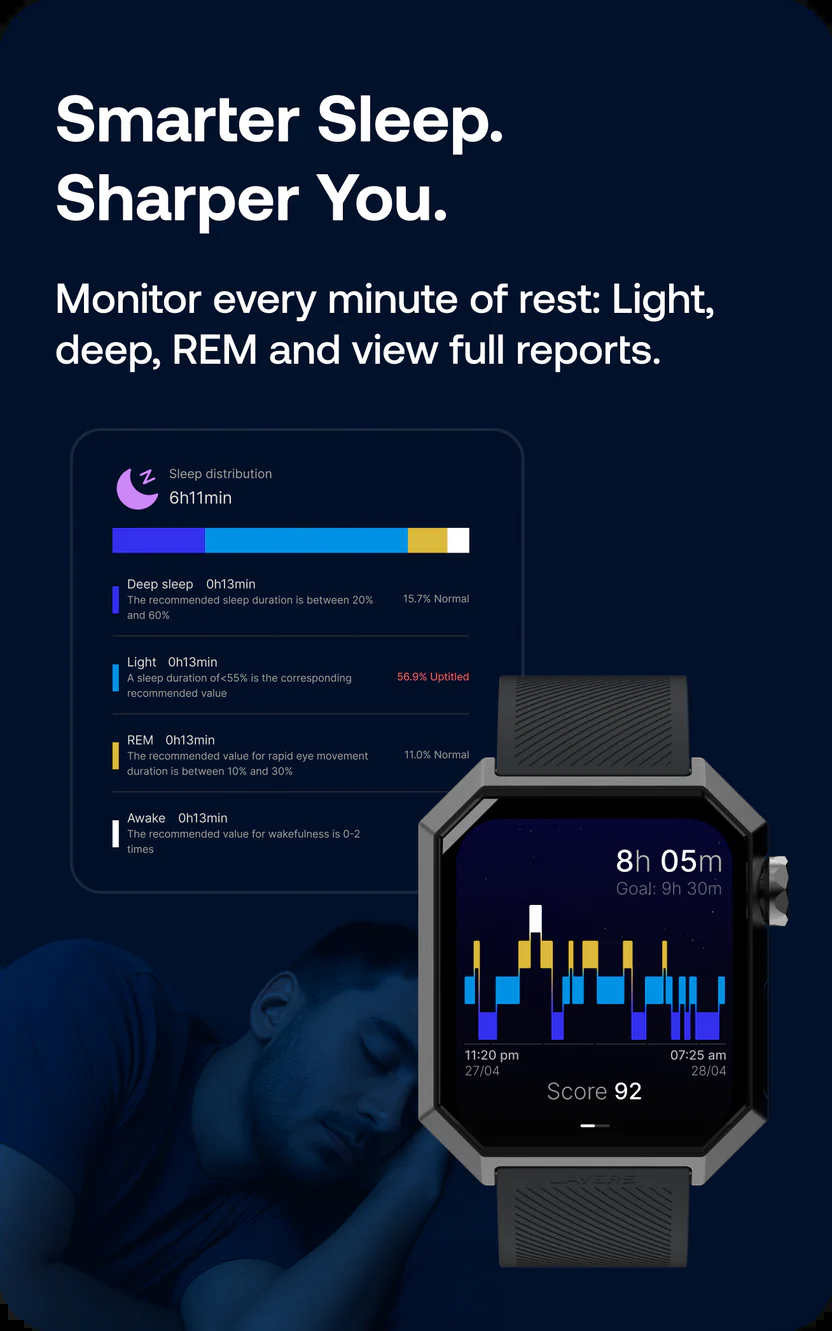 Smarter Sleep.
Sharper You.
Monitor every minute of rest: Light,
deep, REM and view full reports.
Sleep distribution
6h11min
Deep sleep 0h13min
The recommended sleep duration is between 20%
and 60%
15.7% Normal
Light 0h13min
A sleep duration of<55% is the corresponding
recommended value
56.9% Uptitled
REM 0h13min
The recommended value for rapid eye movement
duration is between 10% and 30%
11.0% Normal
Awake 0h13min
The recommended value for wakefulness is 0-2
times
8h 05m
Goal: 9h 30m
11:20 pm
27/04
07:25 am
28/04
Score 92
LAYERS